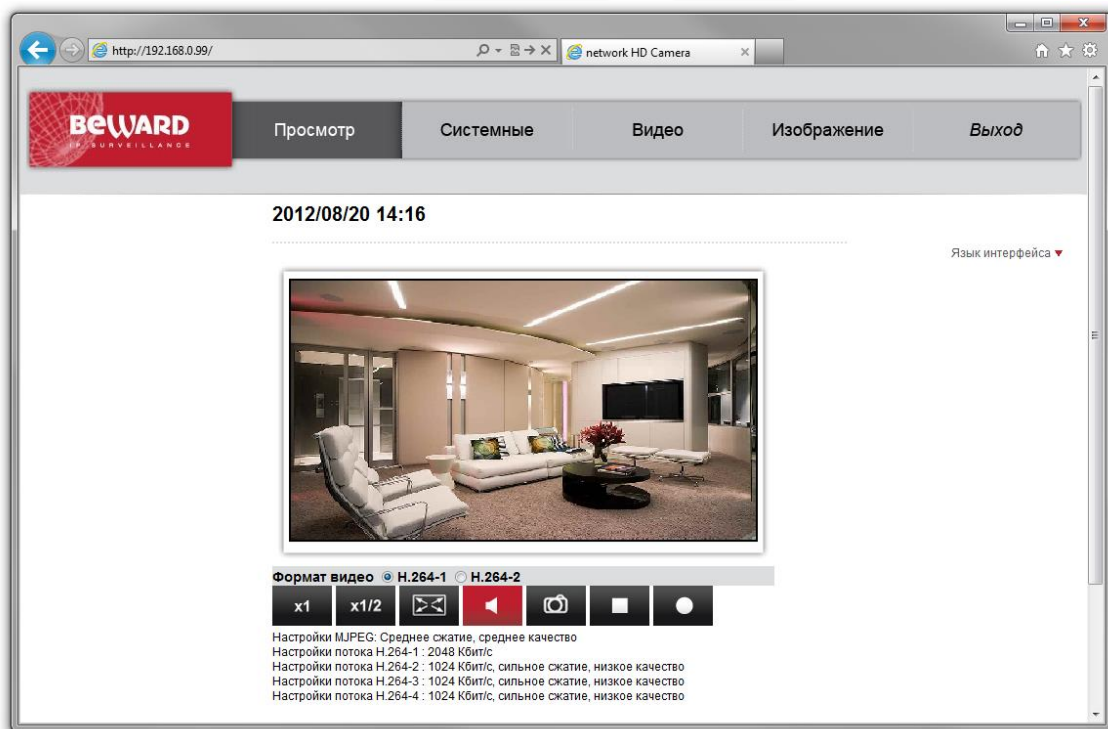 http://192.168.0.99/
network HD Camera
BEWARD
IP SURVEILLANCE
Просмотр
Системные
Видео
Изображение
Выход
2012/08/20 14:16
Язык интерфейса
Формат видео H.264-1 H.264-2
x1 x1/2
Настройки MJPEG: Среднее сжатие, среднее качество
Настройки потока H.264-1 : 2048 Кбит/с
Настройки потока H.264-2 : 1024 Кбит/с, сильное сжатие, низкое качество
Настройки потока H.264-3 : 1024 Кбит/с, сильное сжатие, низкое качество
Настройки потока H.264-4 : 1024 Кбит/с, сильное сжатие, низкое качество